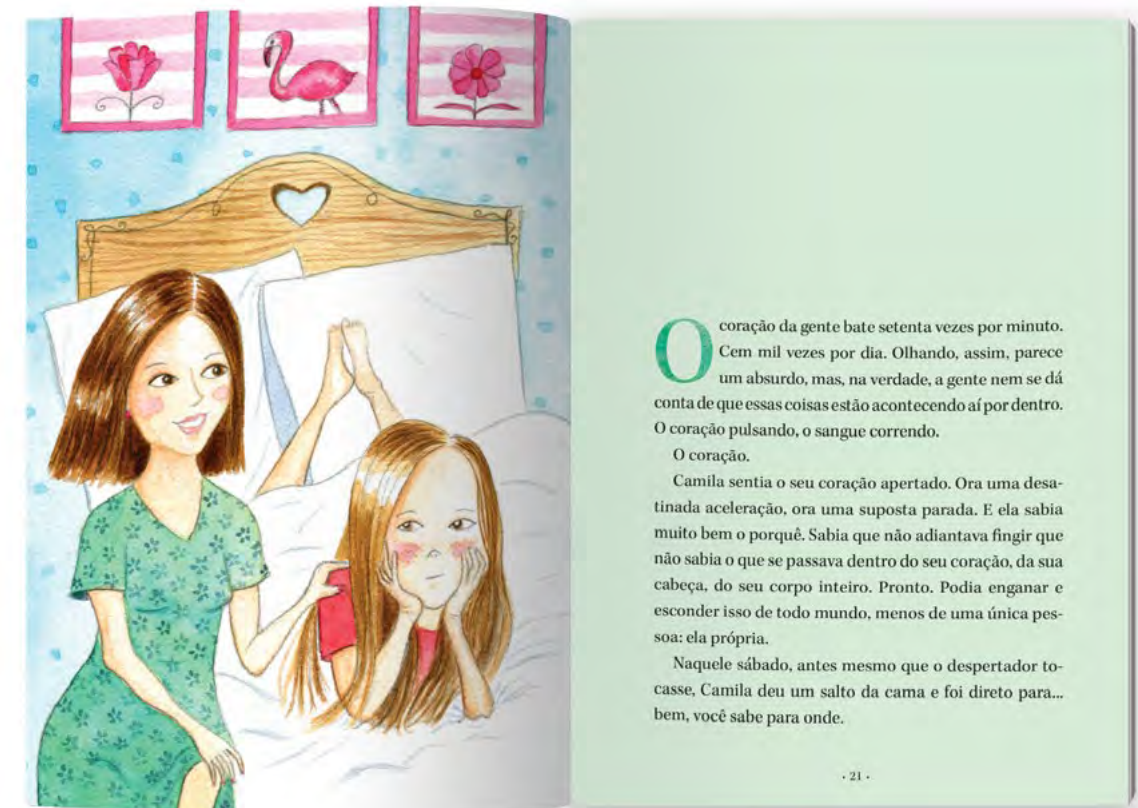 O coração da gente bate setenta vezes por minuto.
Cem mil vezes por dia. Olhando, assim, parece
um absurdo, mas, na verdade, a gente nem se dá
conta de que essas coisas estão acontecendo aí por dentro.
O coração pulsando, o sangue correndo.
O coração.
Camila sentia o seu coração apertado. Ora uma desa-
tinada aceleração, ora uma suposta parada. E ela sabia
muito bem o porquê. Sabia que não adiantava fingir que
não sabia o que se passava dentro do seu coração, da sua
cabeça, do seu corpo inteiro. Pronto. Podia enganar e
esconder isso de todo mundo, menos de uma única pes-
soa: ela própria.
Naquele sábado, antes mesmo que o despertador to-
casse, Camila deu um salto da cama e foi direto para...
bem, você sabe para onde.
· 21 ·